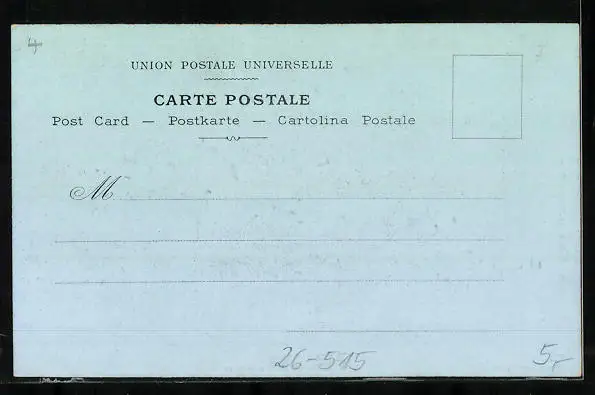 4
UNION POSTALE UNIVERSELLE
CARTE POSTALE
Post Card — Postkarte — Cartolina Postale
M
26-515
5,-